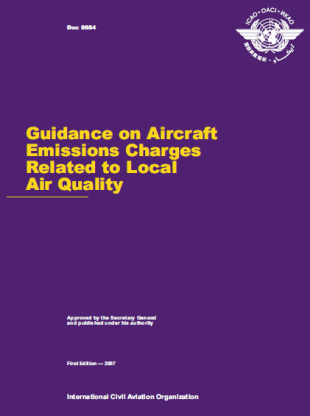 Doc 9884
ICAO • OACI • ИКАО
Guidance on Aircraft
Emissions Charges
Related to Local
Air Quality
Approved by the Secretary General
and published under his authority
First Edition — 2007
International Civil Aviation Organization